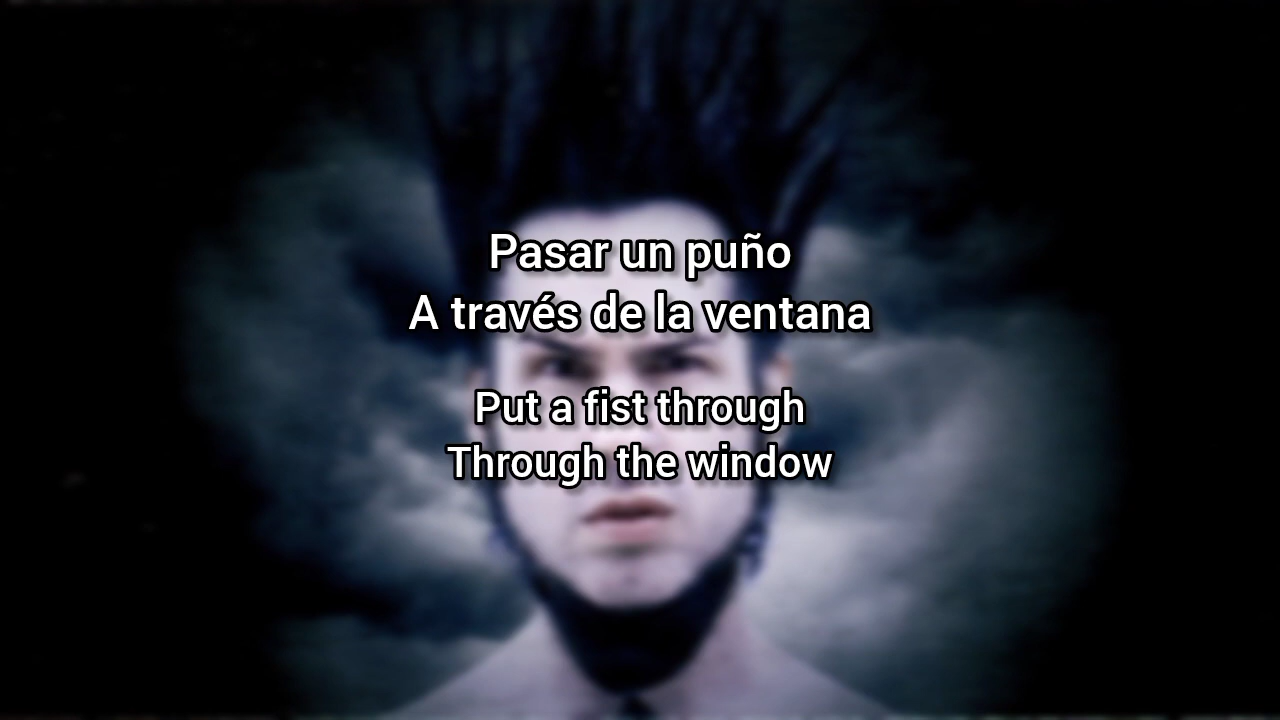 Pasar un puño
A través de la ventana
Put a fist through
Through the window